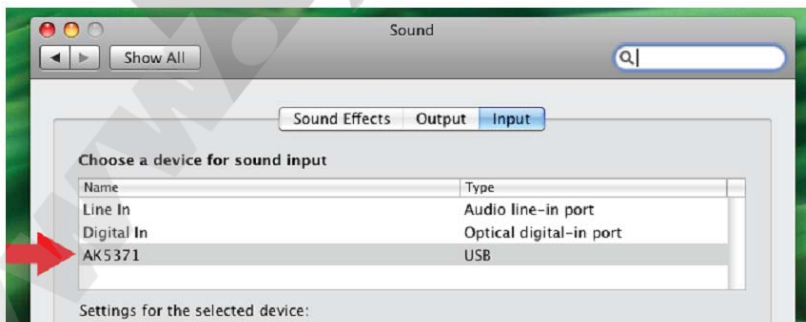 Sound
Show All
Sound Effects Output Input
Choose a device for sound input
Name Type
Line In Audio line-in port
Digital In Optical digital-in port
AK5371 USB
Settings for the selected device: